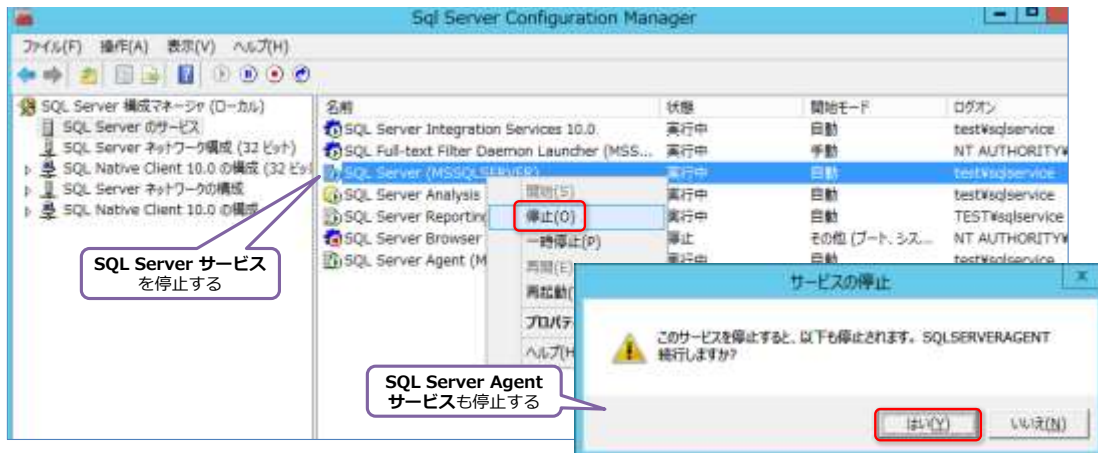 Sql Server Configuration Manager
ファイル(F) 操作(A) 表示(V) ヘルプ(H)
SQL Server 構成マネージャ (ローカル)
SQL Server のサービス
SQL Server ネットワーク構成 (32 ビット)
SQL Native Client 10.0 の構成 (32 ビッ
SQL Server ネットワークの構成
SQL Native Client 10.0 の構成
名前 状態 開始モード ログオン
SQL Server Integration Services 10.0 実行中 自動 test¥sqlservice
SQL Full-text Filter Daemon Launcher (MSS... 実行中 手動 NT AUTHORITY¥
SQL Server (MSSQLSERVER) 実行中 自動 test¥sqlservice
SQL Server Analysis 実行中 自動 test¥sqlservice
SQL Server Reporting 実行中 自動 TEST¥sqlservice
SQL Server Browser 停止 その他 (ブート、シス... NT AUTHORITY¥
SQL Server Agent (M 実行中 自動 test¥sqlservice
開始(S)
停止(O)
一時停止(P)
再開(E)
再起動(
プロパテ
ヘルプ(H
SQL Server サービス
を停止する
サービスの停止
このサービスを停止すると、以下も停止されます。SQLSERVERAGENT
続行しますか?
はい(Y) いいえ(N)
SQL Server Agent
サービスも停止する